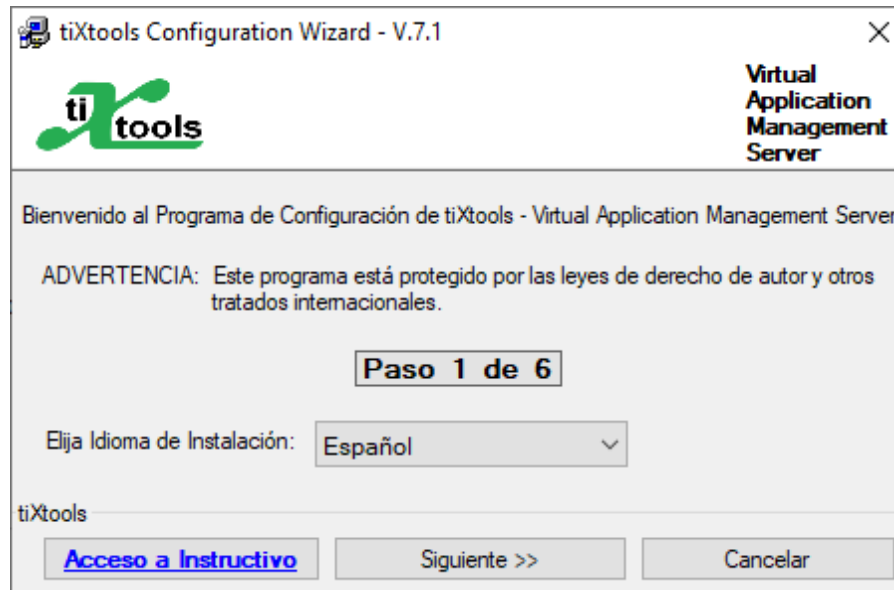 tiXtools Configuration Wizard - V.7.1
tiXtools
Virtual
Application
Management
Server
Bienvenido al Programa de Configuración de tiXtools - Virtual Application Management Server
ADVERTENCIA: Este programa está protegido por las leyes de derecho de autor y otros
tratados internacionales.
Paso 1 de 6
Elija Idioma de Instalación: Español
tiXtools
Acceso a Instructivo Siguiente >> Cancelar